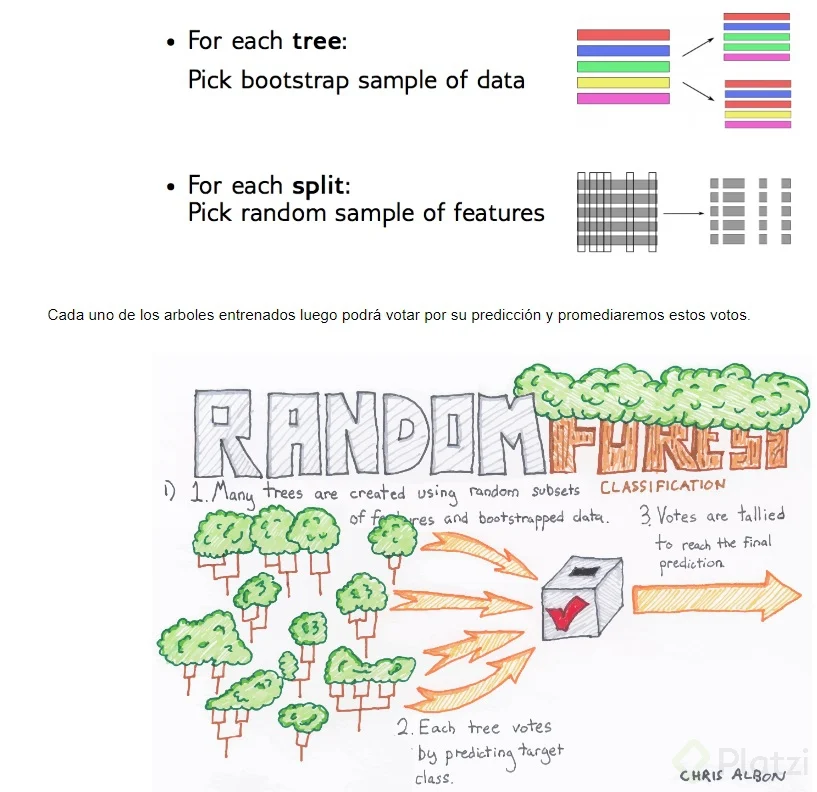 • For each tree:
Pick bootstrap sample of data
• For each split:
Pick random sample of features
Cada uno de los arboles entrenados luego podrá votar por su predicción y promediaremos estos votos.
RANDOM FOREST
CLASSIFICATION
1) 1. Many trees are created using random subsets
of features and bootstrapped data.
3. Votes are tallied
to reach the final
prediction
2. Each tree votes
by predicting target
class.
Platzi
CHRIS ALBON